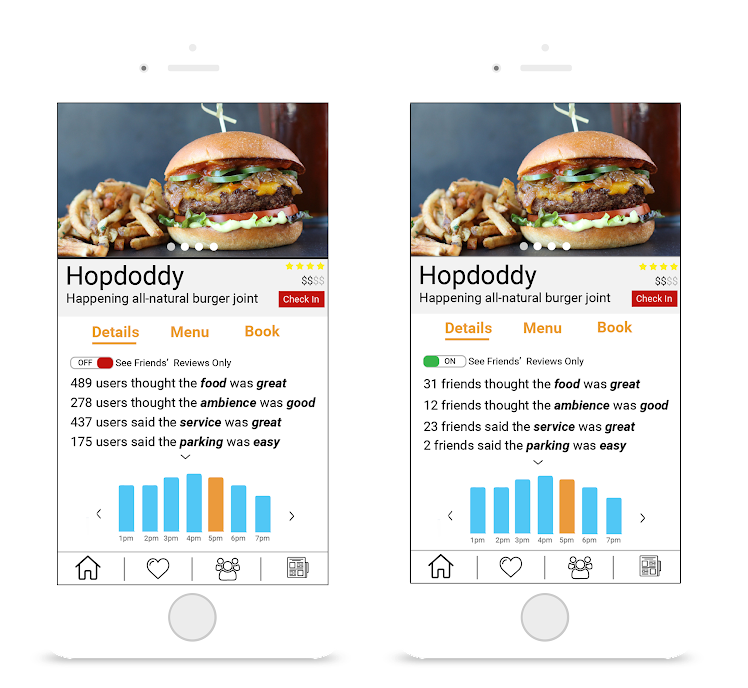 Hopdoddy
$$$$
Happening all-natural burger joint
Check In
Details Menu Book
OFF See Friends' Reviews Only
489 users thought the food was great
278 users thought the ambience was good
437 users said the service was great
175 users said the parking was easy
1pm 2pm 3pm 4pm 5pm 6pm 7pm
Hopdoddy
$$$$
Happening all-natural burger joint
Check In
Details Menu Book
ON See Friends' Reviews Only
31 friends thought the food was great
12 friends thought the ambience was good
23 friends said the service was great
2 friends said the parking was easy
1pm 2pm 3pm 4pm 5pm 6pm 7pm